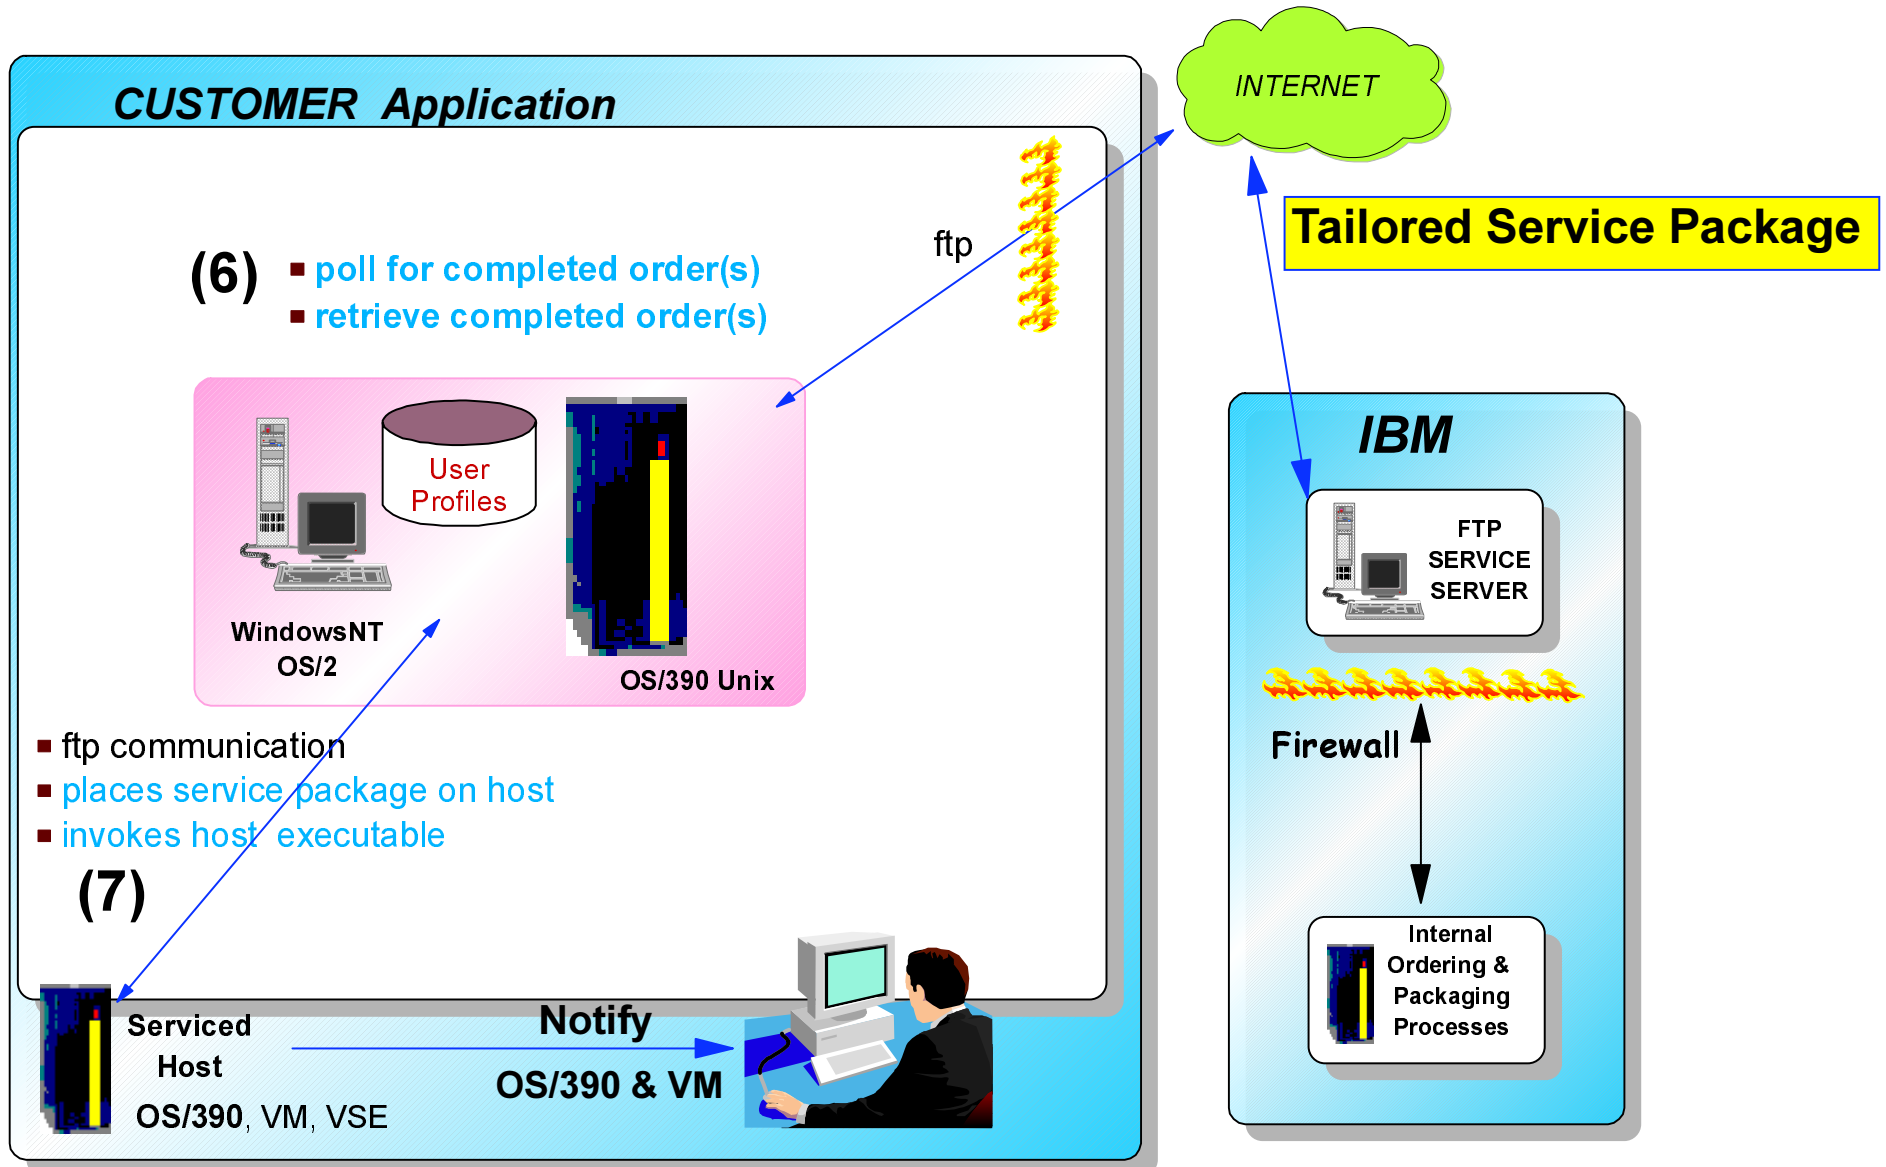 CUSTOMER  Application
INTERNET
Tailored Service Package
ftp
(6)
poll for completed order(s)
retrieve completed order(s)
User
Profiles
WindowsNT
OS/2
OS/390 Unix
ftp communication
places service package on host
invokes host  executable
(7)
Serviced
Host
OS/390, VM, VSE
Notify
OS/390 & VM
IBM
FTP
SERVICE
SERVER
Firewall
Internal
Ordering &
Packaging
Processes